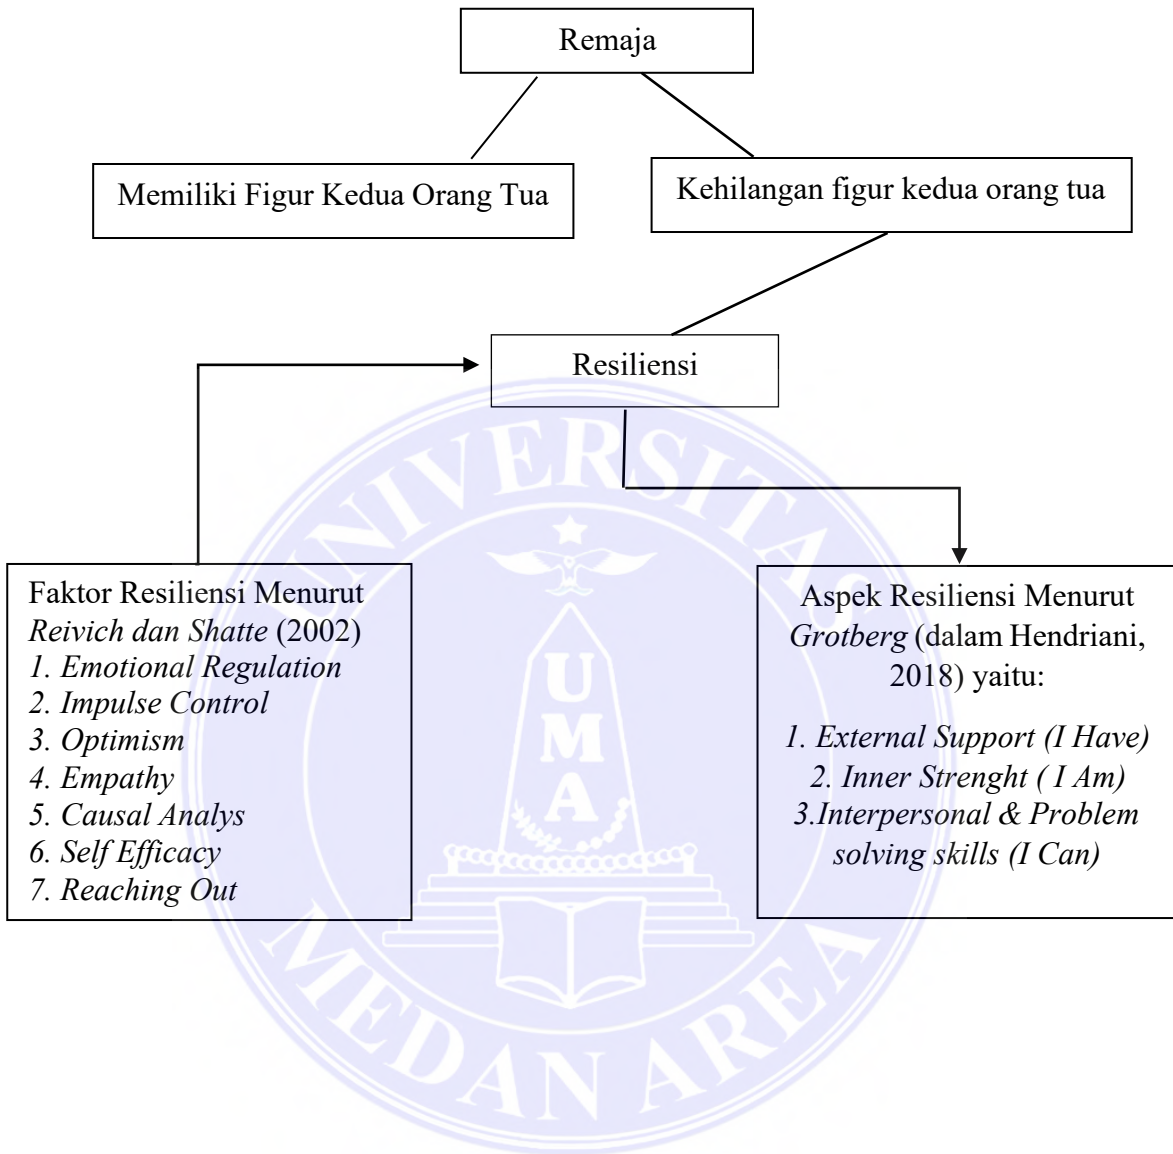 Remaja
Memiliki Figur Kedua Orang Tua
Kehilangan figur kedua orang tua
Resiliensi
Faktor Resiliensi Menurut
Reivich dan Shatte (2002)
1. Emotional Regulation
2. Impulse Control
3. Optimism
4. Empathy
5. Causal Analys
6. Self Efficacy
7. Reaching Out
Aspek Resiliensi Menurut
Grotberg (dalam Hendriani,
2018) yaitu:
1. External Support (I Have)
2. Inner Strenght ( I Am)
3.Interpersonal & Problem
solving skills (I Can)
UNIVERSITAS
UMA
MEDAN AREA